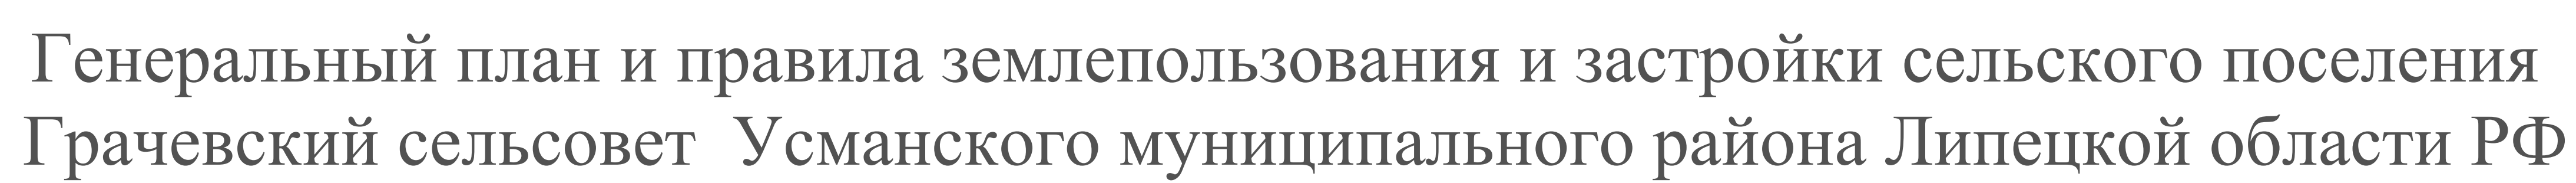 Генеральный план и правила землепользования и застройки сельского поселения
Грачевский сельсовет Усманского муниципального района Липецкой области РФ